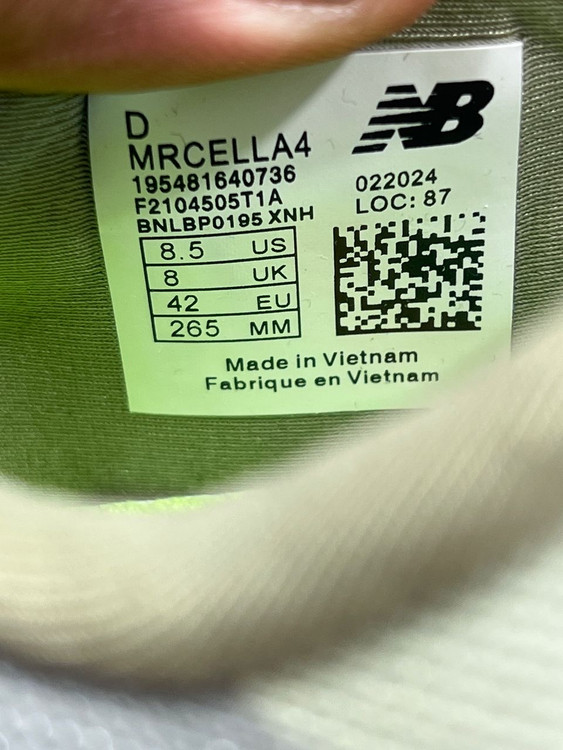 D
MRCELLA4
195481640736
F2104505T1A
BNLBP0195 XNH
NB
022024
LOC: 87
8.5 US
8 UK
42 EU
265 MM
Made in Vietnam
Fabrique en Vietnam